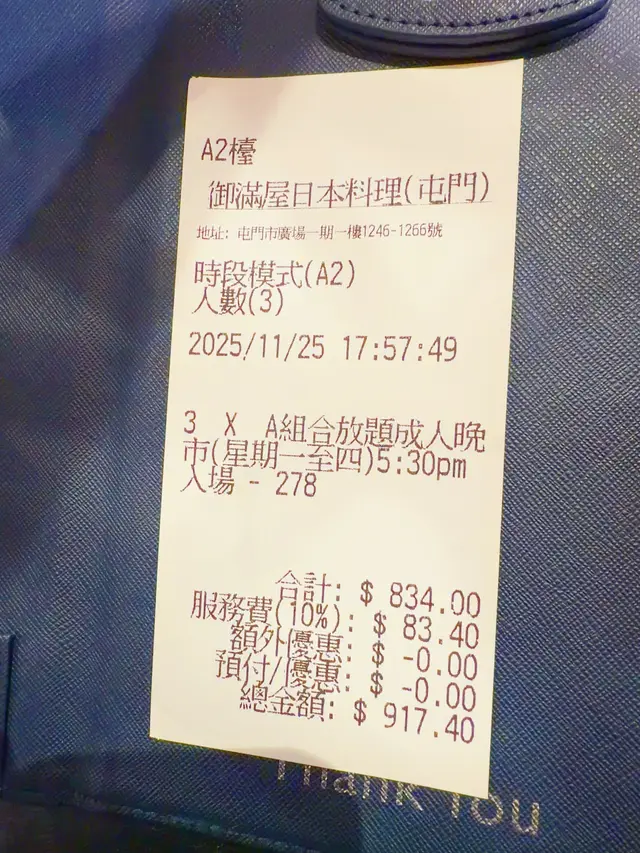 A2檯
御滿屋日本料理(屯門)
地址: 屯門市廣場一期一樓1246-1266號
時段模式(A2)
人數(3)
2025/11/25 17:57:49
3 X A組合放題成人晚
市(星期一至四)5:30pm
入場 - 278
合計: $ 834.00
服務費(10%): $ 83.40
額外優惠: $ -0.00
預付/優惠: $ -0.00
總金額: $ 917.40
Thank You